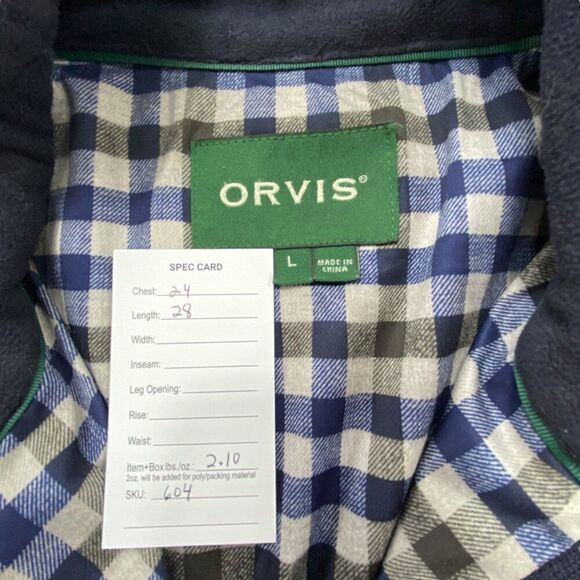 ORVIS®
L
MADE IN
CHINA
SPEC CARD
Chest: 24
Length: 28
Width:
Inseam:
Leg Opening:
Rise:
Waist:
Item+Box lbs./oz.: 2.10
2oz. will be added for poly/packing material
SKU: 604